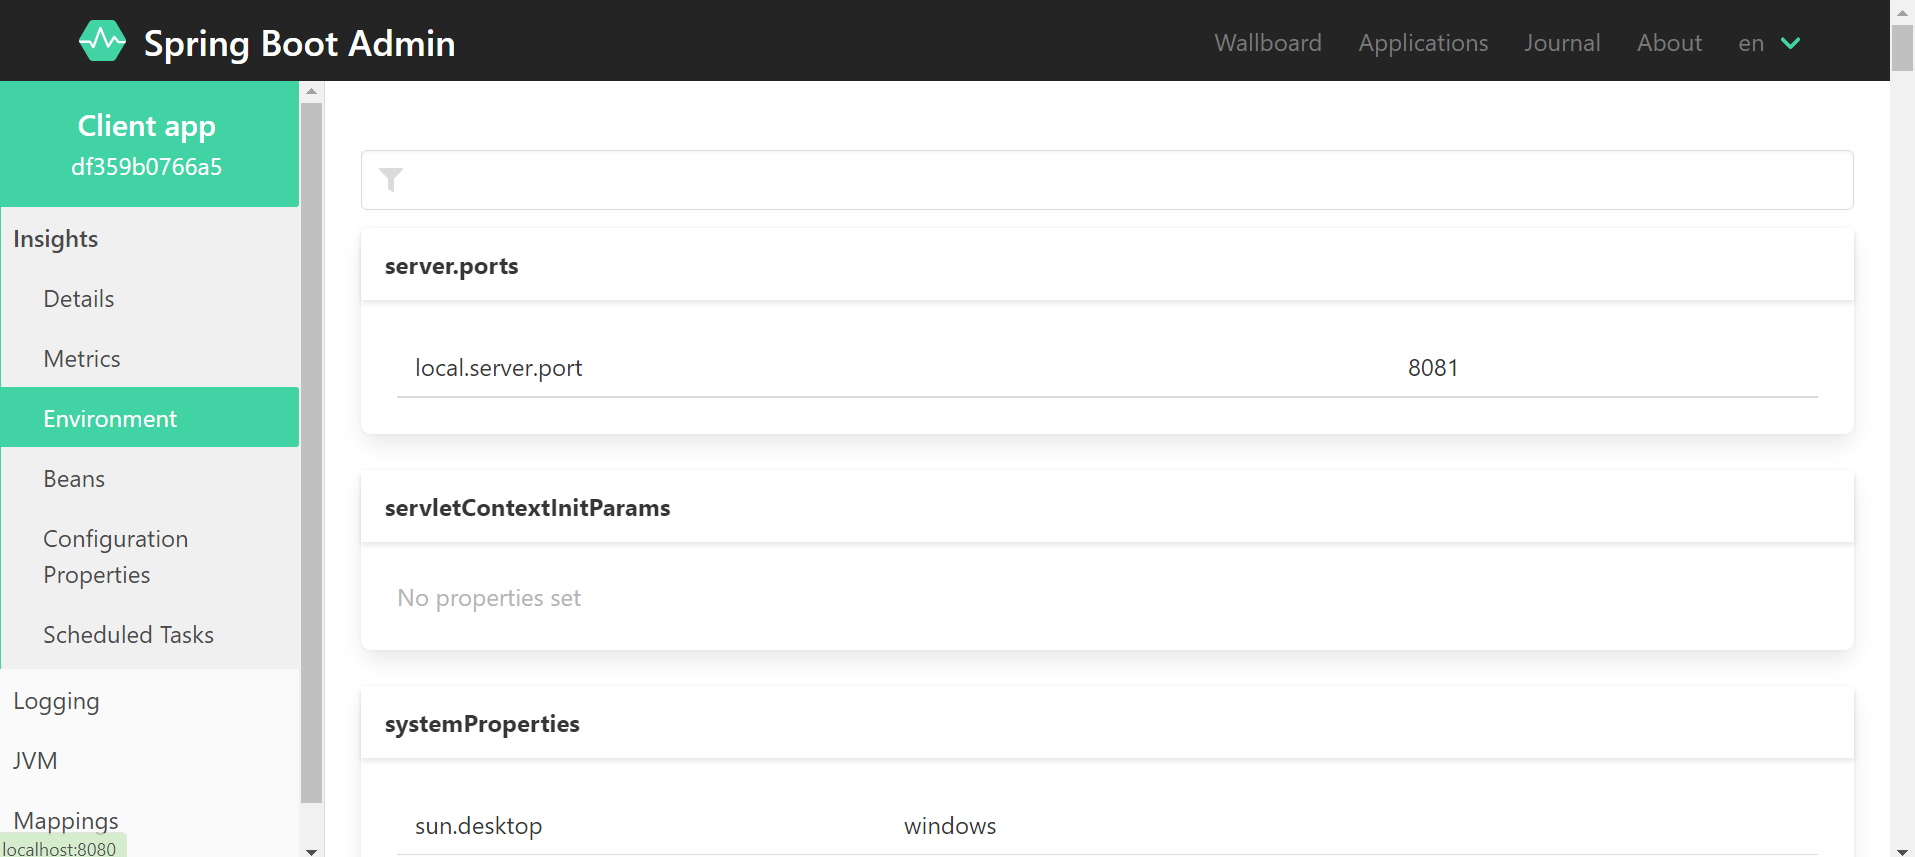 Spring Boot Admin
Wallboard Applications Journal About en
Client app
df359b0766a5
Insights
Details
Metrics
Environment
Beans
Configuration
Properties
Scheduled Tasks
Logging
JVM
Mappings
localhost:8080
server.ports
local.server.port 8081
servletContextInitParams
No properties set
systemProperties
sun.desktop windows